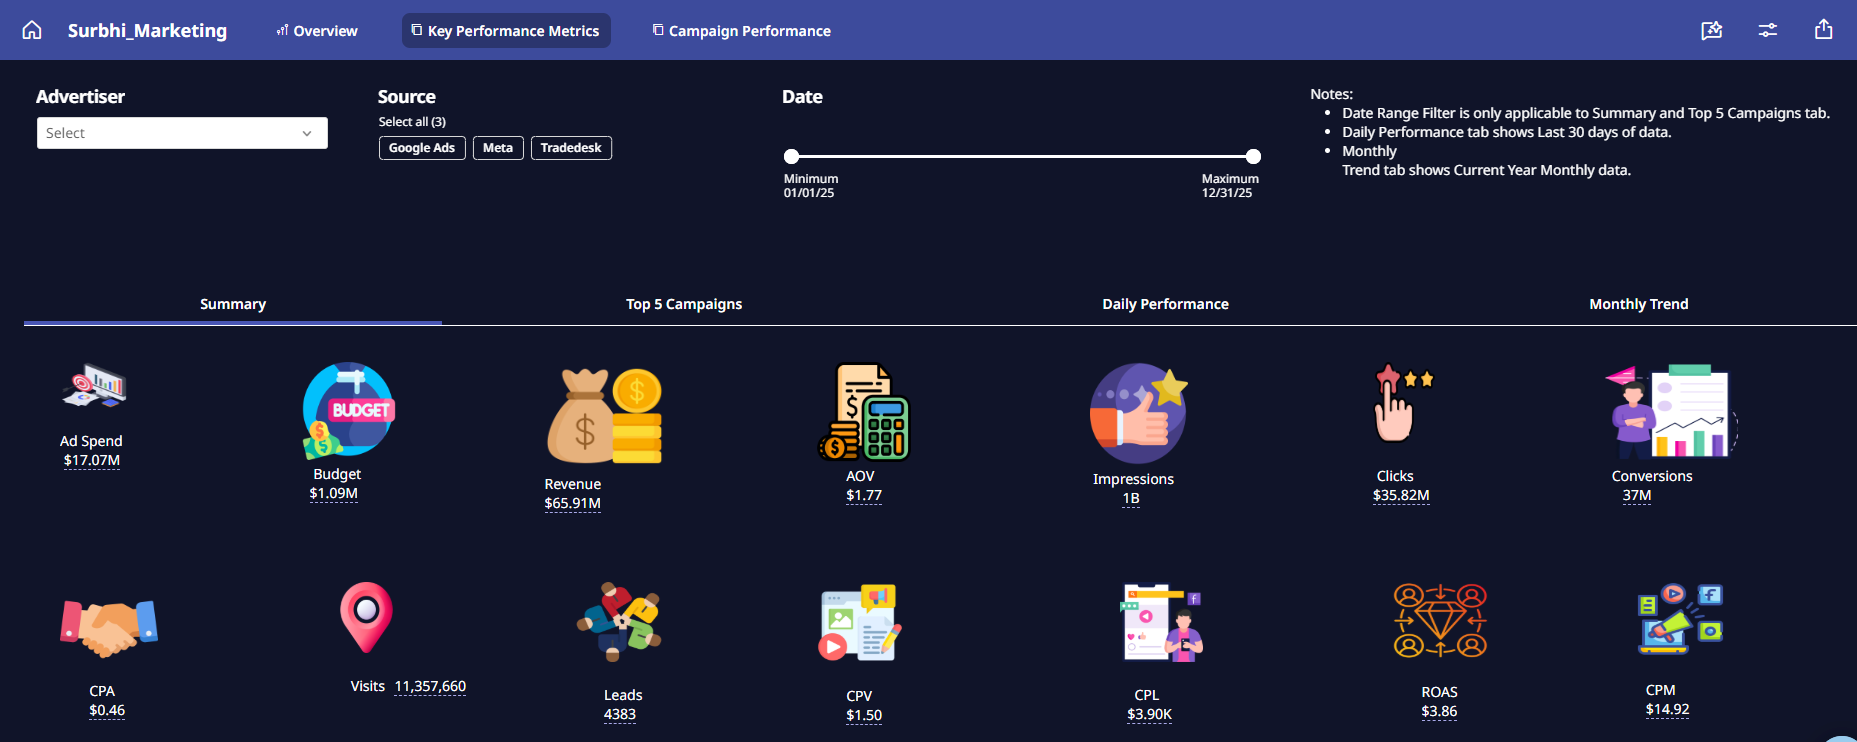 Surbhi_Marketing
Overview
Key Performance Metrics
Campaign Performance
Advertiser
Select
Source
Select all (3)
Google Ads Meta Tradedesk
Date
Minimum
01/01/25
Maximum
12/31/25
Notes:
• Date Range Filter is only applicable to Summary and Top 5 Campaigns tab.
• Daily Performance tab shows Last 30 days of data.
• Monthly
Trend tab shows Current Year Monthly data.
Summary
Top 5 Campaigns
Daily Performance
Monthly Trend
Ad Spend
$17.07M
BUDGET
Budget
$1.09M
Revenue
$65.91M
AOV
$1.77
Impressions
1B
Clicks
$35.82M
Conversions
37M
CPA
$0.46
Visits 11,357,660
Leads
4383
CPV
$1.50
CPL
$3.90K
ROAS
$3.86
CPM
$14.92